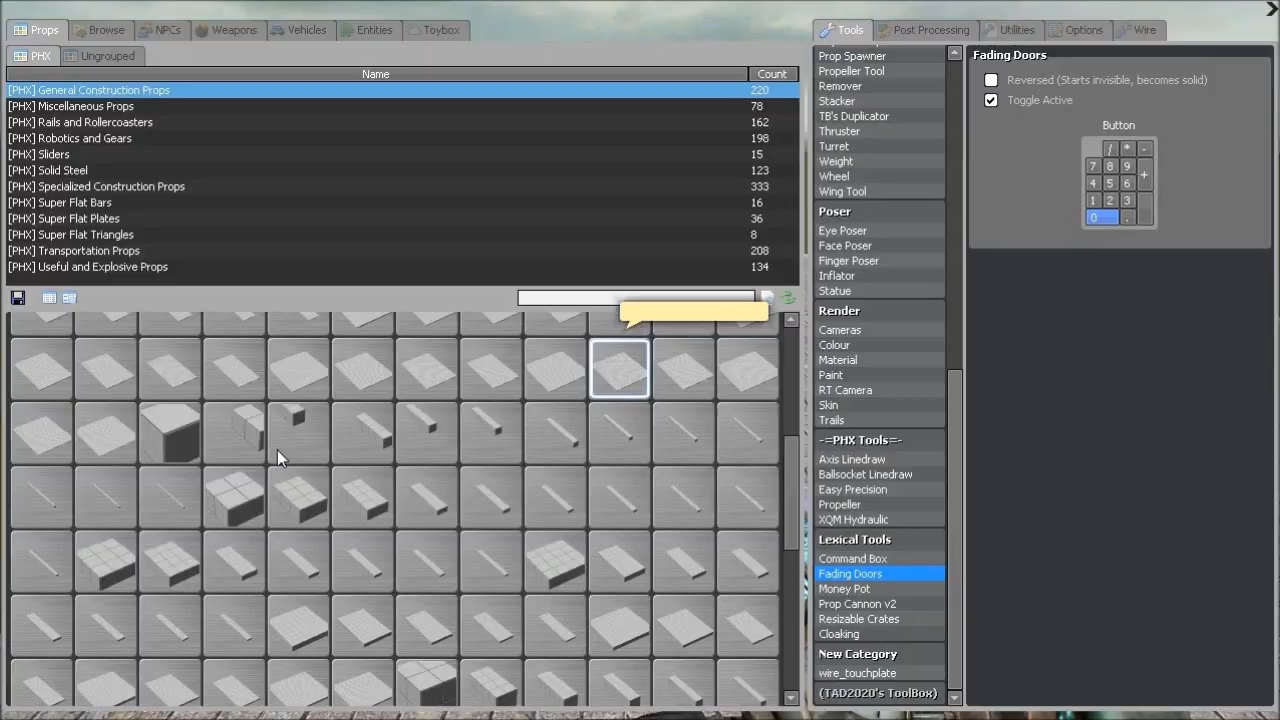 Props Browse NPCs Weapons Vehicles Entities Toybox
PHX Ungrouped
Name Count
[PHX] General Construction Props 220
[PHX] Miscellaneous Props 78
[PHX] Rails and Rollercoasters 162
[PHX] Robotics and Gears 198
[PHX] Sliders 15
[PHX] Solid Steel 123
[PHX] Specialized Construction Props 333
[PHX] Super Flat Bars 16
[PHX] Super Flat Plates 36
[PHX] Super Flat Triangles 8
[PHX] Transportation Props 208
[PHX] Useful and Explosive Props 134
Tools Post Processing Utilities Options Wire
Prop Spawner
Propeller Tool
Remover
Stacker
TB's Duplicator
Thruster
Turret
Weight
Wheel
Wing Tool
Poser
Eye Poser
Face Poser
Finger Poser
Inflator
Statue
Render
Cameras
Colour
Material
Paint
RT Camera
Skin
Trails
-=PHX Tools=-
Axis Linedraw
Ballsocket Linedraw
Easy Precision
Propeller
XQM Hydraulic
Lexical Tools
Command Box
Fading Doors
Money Pot
Prop Cannon v2
Resizable Crates
Cloaking
New Category
wire_touchplate
(TAD2020's ToolBox)
Fading Doors
Reversed (Starts invisible, becomes solid)
Toggle Active
Button
/ * -
7 8 9
+
4 5 6
1 2 3
0 .